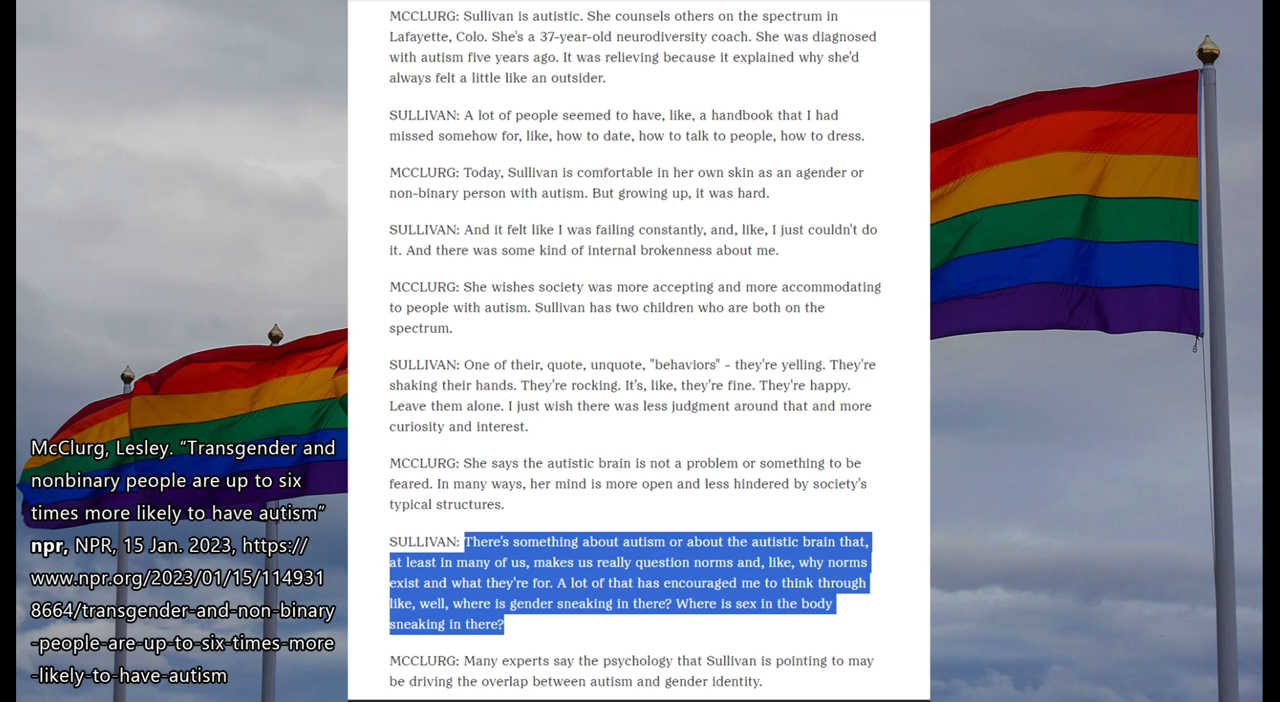 MCCLURG: Sullivan is autistic. She counsels others on the spectrum in
Lafayette, Colo. She's a 37-year-old neurodiversity coach. She was diagnosed
with autism five years ago. It was relieving because it explained why she'd
always felt a little like an outsider.
SULLIVAN: A lot of people seemed to have, like, a handbook that I had
missed somehow for, like, how to date, how to talk to people, how to dress.
MCCLURG: Today, Sullivan is comfortable in her own skin as an agender or
non-binary person with autism. But growing up, it was hard.
SULLIVAN: And it felt like I was failing constantly, and, like, I just couldn't do
it. And there was some kind of internal brokenness about me.
MCCLURG: She wishes society was more accepting and more accommodating
to people with autism. Sullivan has two children who are both on the
spectrum.
SULLIVAN: One of their, quote, unquote, "behaviors" - they're yelling. They're
shaking their hands. They're rocking. It's, like, they're fine. They're happy.
Leave them alone. I just wish there was less judgment around that and more
curiosity and interest.
MCCLURG: She says the autistic brain is not a problem or something to be
feared. In many ways, her mind is more open and less hindered by society's
typical structures.
SULLIVAN: There's something about autism or about the autistic brain that,
at least in many of us, makes us really question norms and, like, why norms
exist and what they're for. A lot of that has encouraged me to think through
like, well, where is gender sneaking in there? Where is sex in the body
sneaking in there?
MCCLURG: Many experts say the psychology that Sullivan is pointing to may
be driving the overlap between autism and gender identity.
McClurg, Lesley. “Transgender and
nonbinary people are up to six
times more likely to have autism”
npr, NPR, 15 Jan. 2023, https://
www.npr.org/2023/01/15/114931
8664/transgender-and-non-binary
-people-are-up-to-six-times-more
-likely-to-have-autism